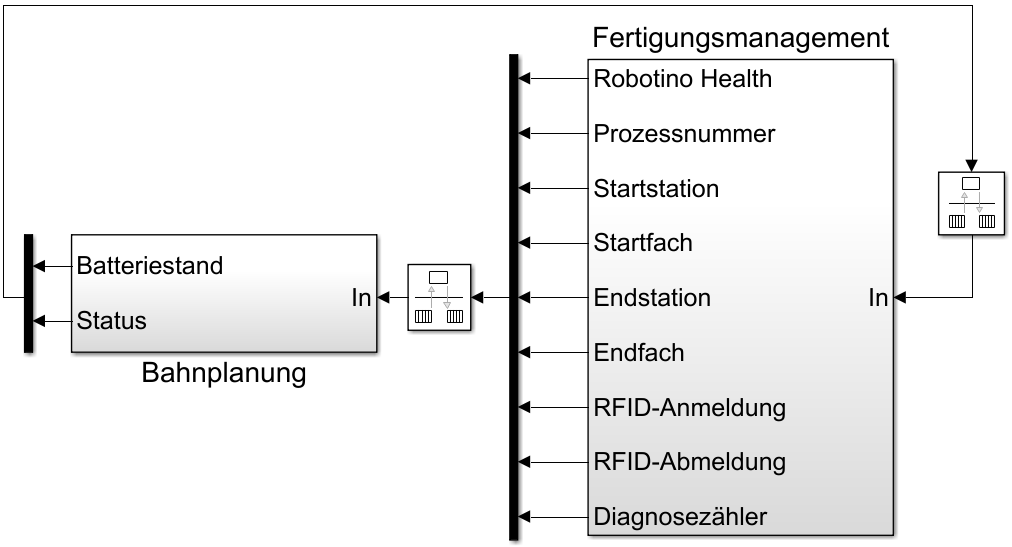 Fertigungsmanagement
Robotino Health
Prozessnummer
Startstation
Startfach
Endstation
In
Endfach
RFID-Anmeldung
RFID-Abmeldung
Diagnosezähler
Batteriestand
In
Status
Bahnplanung